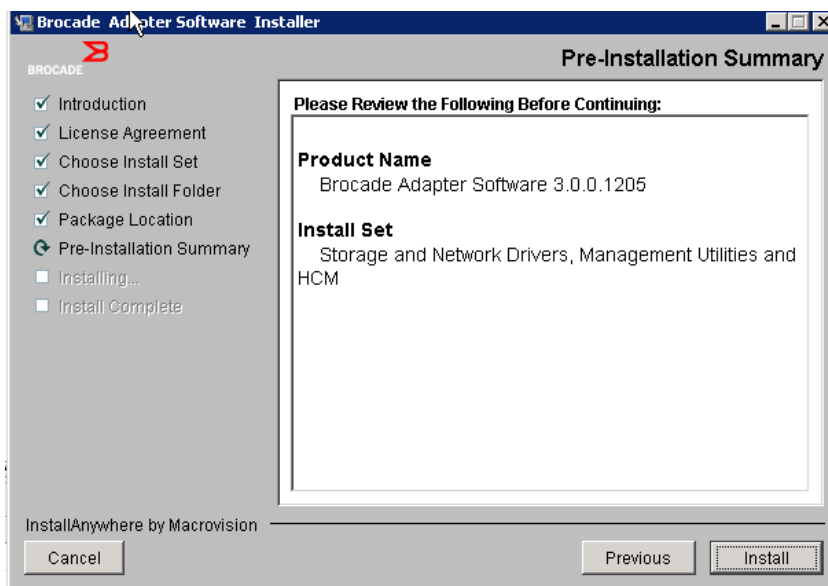 Brocade Adapter Software Installer
BROCADE
Pre-Installation Summary
Introduction
License Agreement
Choose Install Set
Choose Install Folder
Package Location
Pre-Installation Summary
Installing...
Install Complete
Please Review the Following Before Continuing:
Product Name
Brocade Adapter Software 3.0.0.1205
Install Set
Storage and Network Drivers, Management Utilities and
HCM
InstallAnywhere by Macrovision
Cancel
Previous
Install